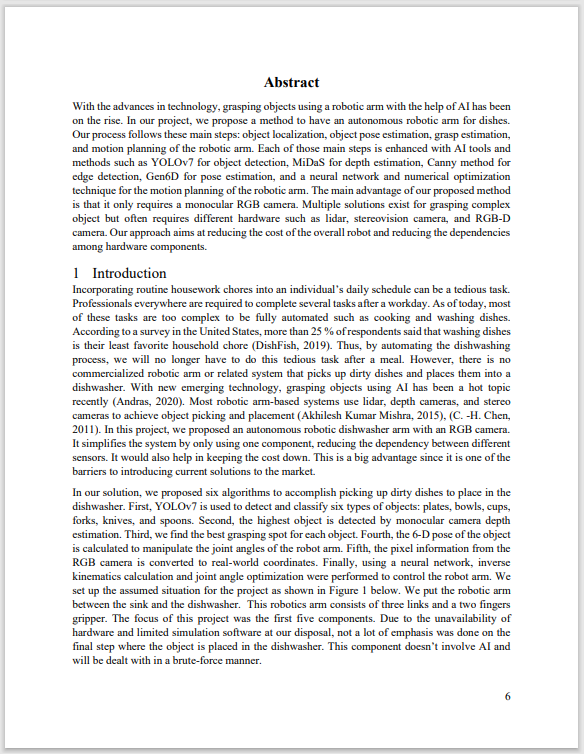 Abstract
With the advances in technology, grasping objects using a robotic arm with the help of AI has been
on the rise. In our project, we propose a method to have an autonomous robotic arm for dishes.
Our process follows these main steps: object localization, object pose estimation, grasp estimation,
and motion planning of the robotic arm. Each of those main steps is enhanced with AI tools and
methods such as YOLOv7 for object detection, MiDaS for depth estimation, Canny method for
edge detection, Gen6D for pose estimation, and a neural network and numerical optimization
technique for the motion planning of the robotic arm. The main advantage of our proposed method
is that it only requires a monocular RGB camera. Multiple solutions exist for grasping complex
object but often requires different hardware such as lidar, stereovision camera, and RGB-D
camera. Our approach aims at reducing the cost of the overall robot and reducing the dependencies
among hardware components.
1 Introduction
Incorporating routine housework chores into an individual's daily schedule can be a tedious task.
Professionals everywhere are required to complete several tasks after a workday. As of today, most
of these tasks are too complex to be fully automated such as cooking and washing dishes.
According to a survey in the United States, more than 25 % of respondents said that washing dishes
is their least favorite household chore (DishFish, 2019). Thus, by automating the dishwashing
process, we will no longer have to do this tedious task after a meal. However, there is no
commercialized robotic arm or related system that picks up dirty dishes and places them into a
dishwasher. With new emerging technology, grasping objects using AI has been a hot topic
recently (Andras, 2020). Most robotic arm-based systems use lidar, depth cameras, and stereo
cameras to achieve object picking and placement (Akhilesh Kumar Mishra, 2015), (C. -H. Chen,
2011). In this project, we proposed an autonomous robotic dishwasher arm with an RGB camera.
It simplifies the system by only using one component, reducing the dependency between different
sensors. It would also help in keeping the cost down. This is a big advantage since it is one of the
barriers to introducing current solutions to the market.
In our solution, we proposed six algorithms to accomplish picking up dirty dishes to place in the
dishwasher. First, YOLOv7 is used to detect and classify six types of objects: plates, bowls, cups,
forks, knives, and spoons. Second, the highest object is detected by monocular camera depth
estimation. Third, we find the best grasping spot for each object. Fourth, the 6-D pose of the object
is calculated to manipulate the joint angles of the robot arm. Fifth, the pixel information from the
RGB camera is converted to real-world coordinates. Finally, using a neural network, inverse
kinematics calculation and joint angle optimization were performed to control the robot arm. We
set up the assumed situation for the project as shown in Figure 1 below. We put the robotic arm
between the sink and the dishwasher. This robotics arm consists of three links and a two fingers
gripper. The focus of this project was the first five components. Due to the unavailability of
hardware and limited simulation software at our disposal, not a lot of emphasis was done on the
final step where the object is placed in the dishwasher. This component doesn't involve AI and
will be dealt with in a brute-force manner.
6